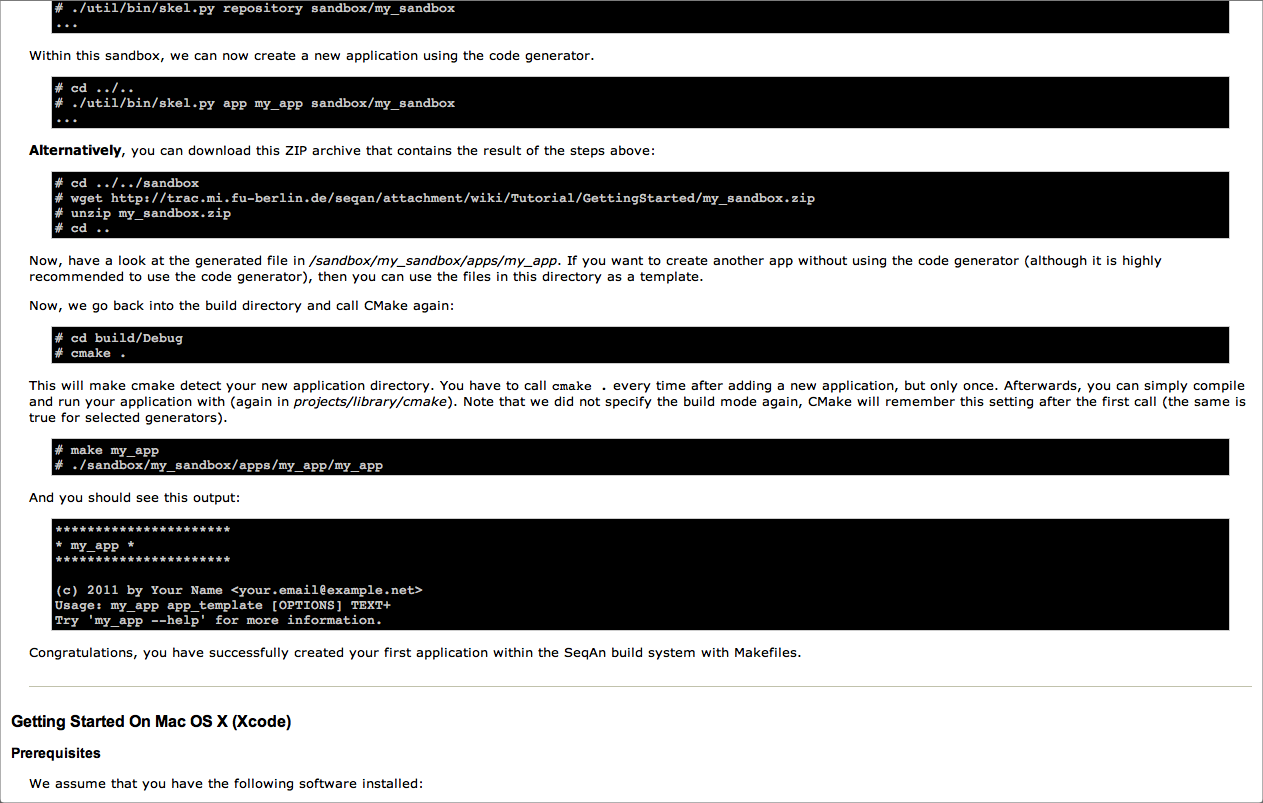 # ./util/bin/skel.py repository sandbox/my_sandbox
...
Within this sandbox, we can now create a new application using the code generator.
# cd ../..
# ./util/bin/skel.py app my_app sandbox/my_sandbox
...
Alternatively, you can download this ZIP archive that contains the result of the steps above:
# cd ../../sandbox
# wget http://trac.mi.fu-berlin.de/seqan/attachment/wiki/Tutorial/GettingStarted/my_sandbox.zip
# unzip my_sandbox.zip
# cd ..
Now, have a look at the generated file in /sandbox/my_sandbox/apps/my_app. If you want to create another app without using the code generator (although it is highly
recommended to use the code generator), then you can use the files in this directory as a template.
Now, we go back into the build directory and call CMake again:
# cd build/Debug
# cmake .
This will make cmake detect your new application directory. You have to call cmake . every time after adding a new application, but only once. Afterwards, you can simply compile
and run your application with (again in projects/library/cmake). Note that we did not specify the build mode again, CMake will remember this setting after the first call (the same is
true for selected generators).
# make my_app
# ./sandbox/my_sandbox/apps/my_app/my_app
And you should see this output:
**********************
* my_app *
**********************
(c) 2011 by Your Name <your.email@example.net>
Usage: my_app app_template [OPTIONS] TEXT+
Try 'my_app --help' for more information.
Congratulations, you have successfully created your first application within the SeqAn build system with Makefiles.
Getting Started On Mac OS X (Xcode)
Prerequisites
We assume that you have the following software installed: